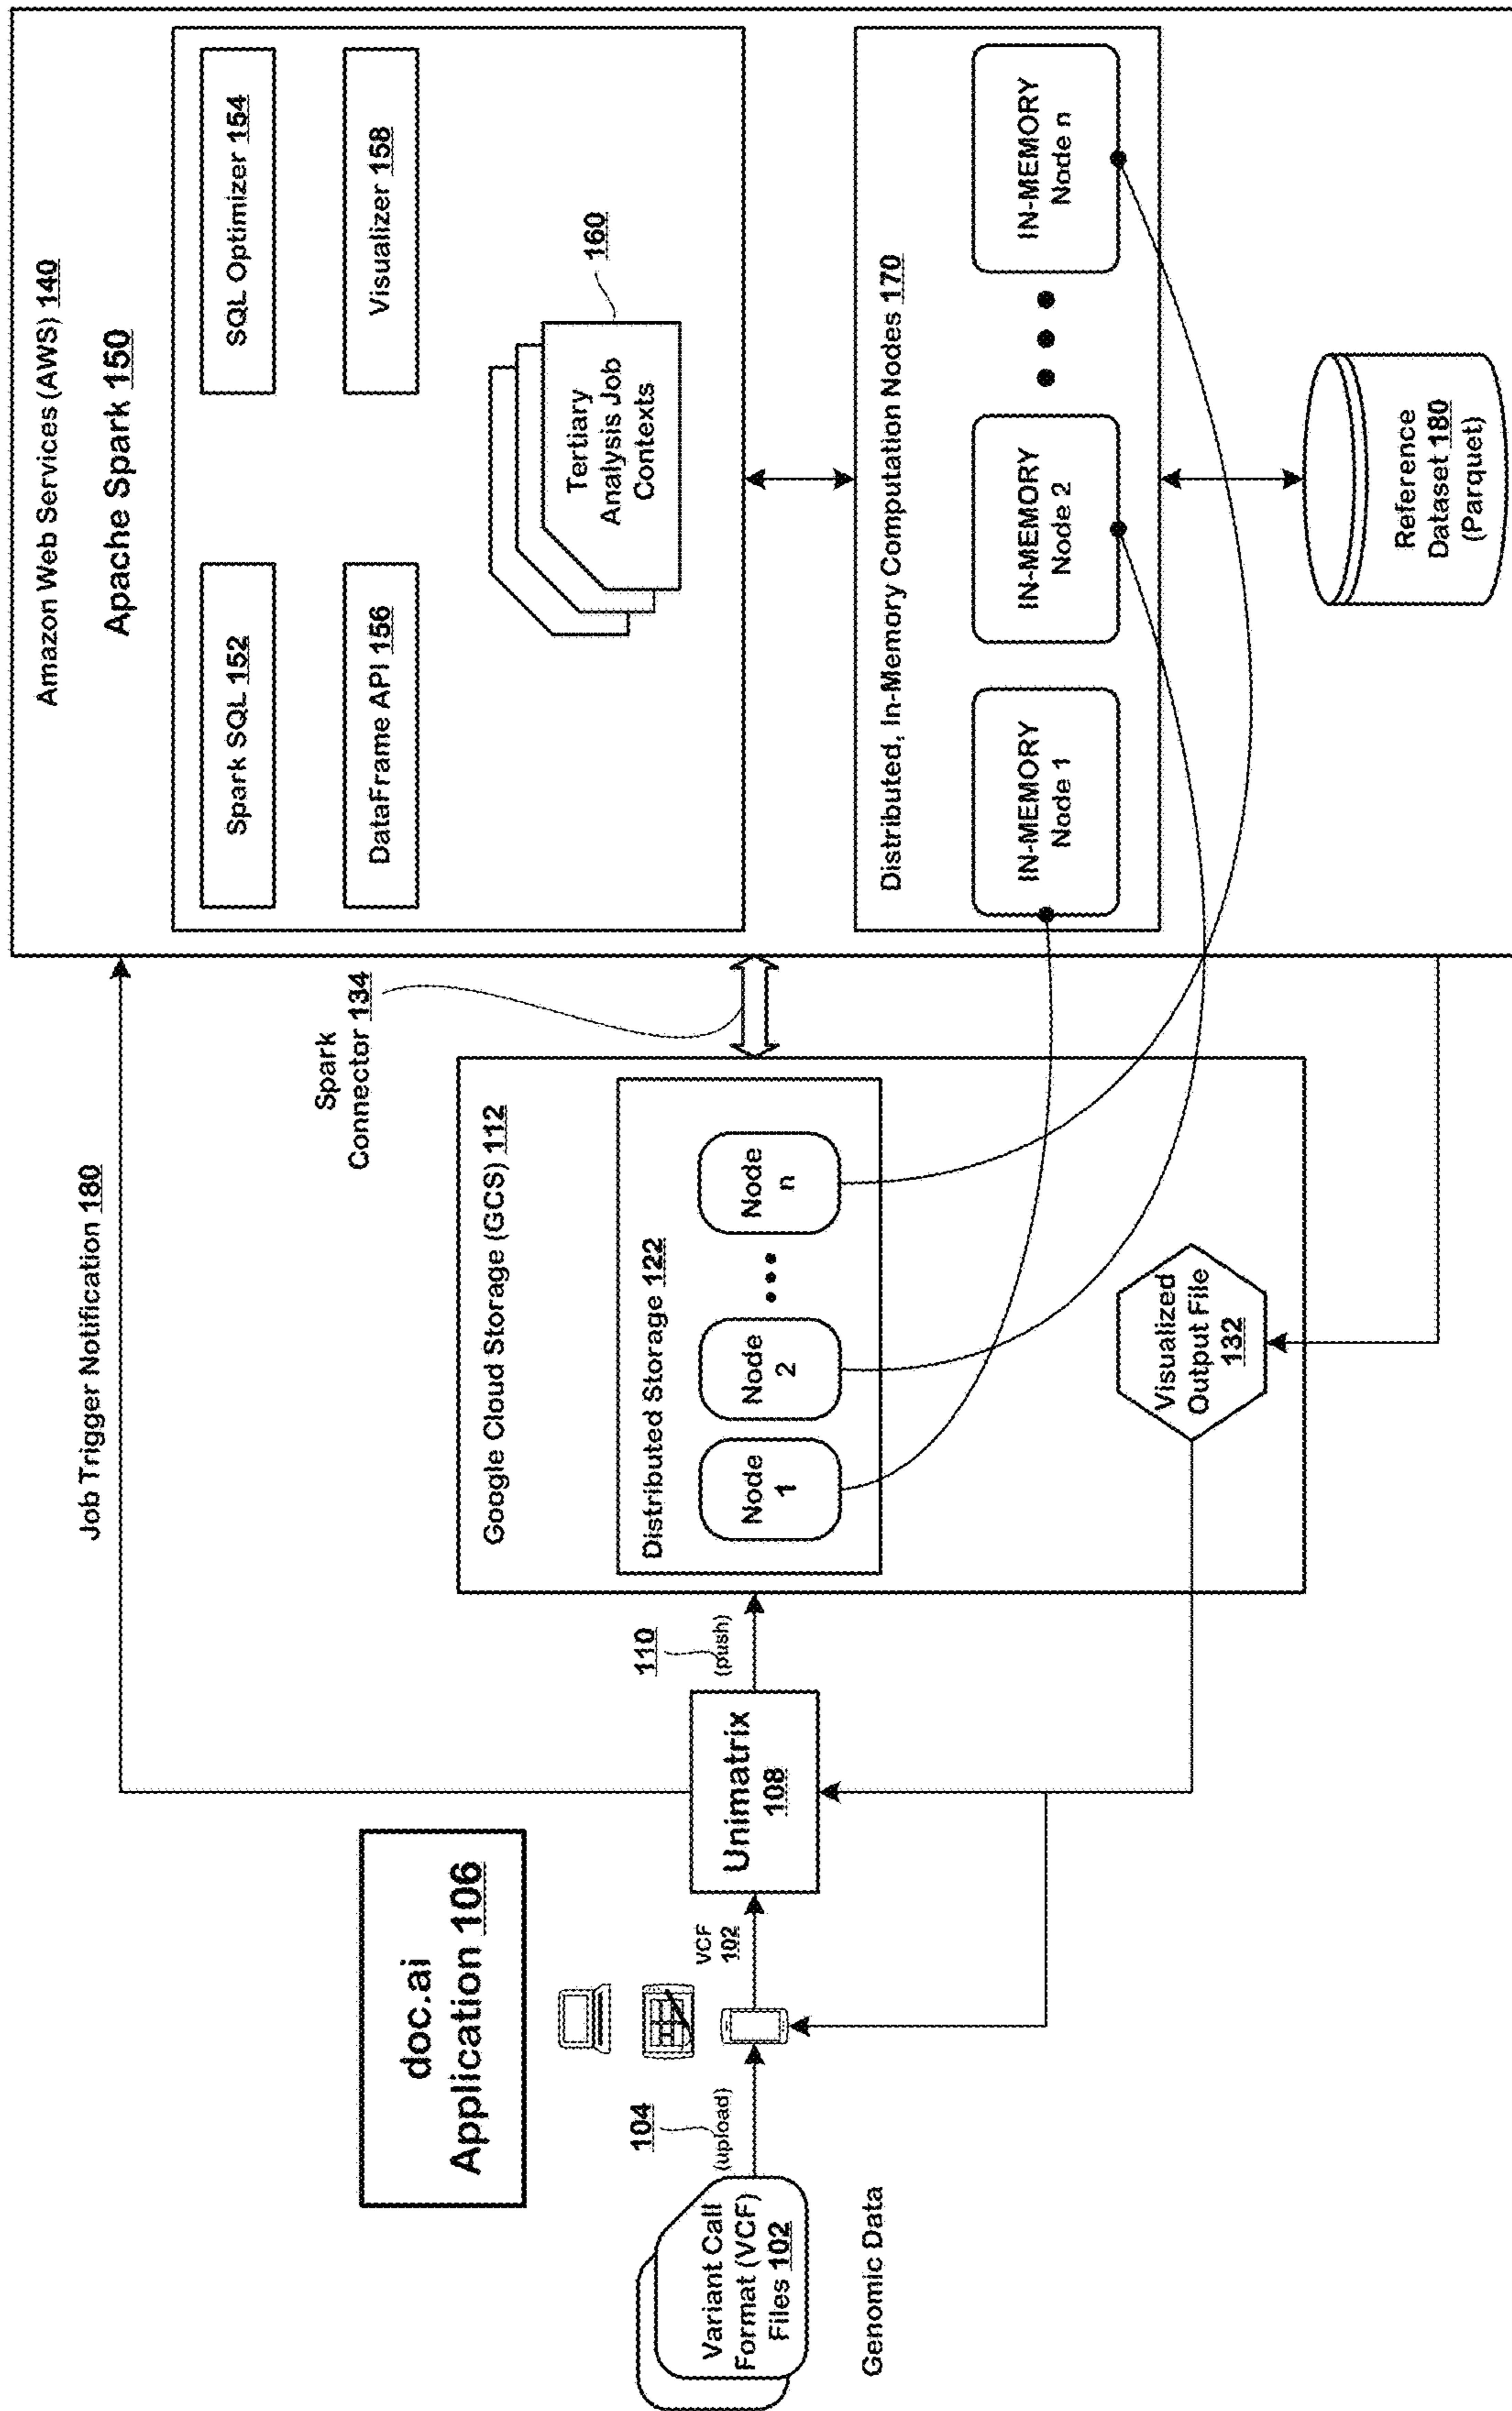 Job Trigger Notification 180
Amazon Web Services (AWS) 140
Apache Spark 150
Spark SQL 152
SQL Optimizer 154
DataFrame API 156
Visualizer 158
Tertiary
Analysis Job
Contexts
160
doc.ai
Application 106
Spark
Connector 134
Google Cloud Storage (GCS) 112
Distributed Storage 122
Node
1
Node
2
Node
n
Variant Call
Format (VCF)
Files 102
104
(upload)
VCF
102
Unimatrix
108
110
(push)
Genomic Data
Visualized
Output File
132
Distributed, In-Memory Computation Nodes 170
IN-MEMORY
Node 1
IN-MEMORY
Node 2
IN-MEMORY
Node n
Reference
Dataset 180
(Parquet)